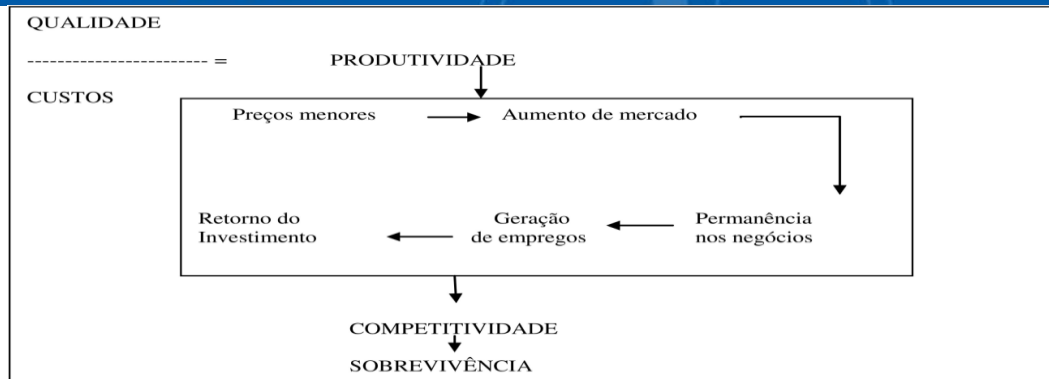 QUALIDADE
------------------------ = PRODUTIVIDADE
CUSTOS
Preços menores Aumento de mercado
Retorno do Geração Permanência
Investimento de empregos nos negócios
COMPETITIVIDADE
SOBREVIVÊNCIA